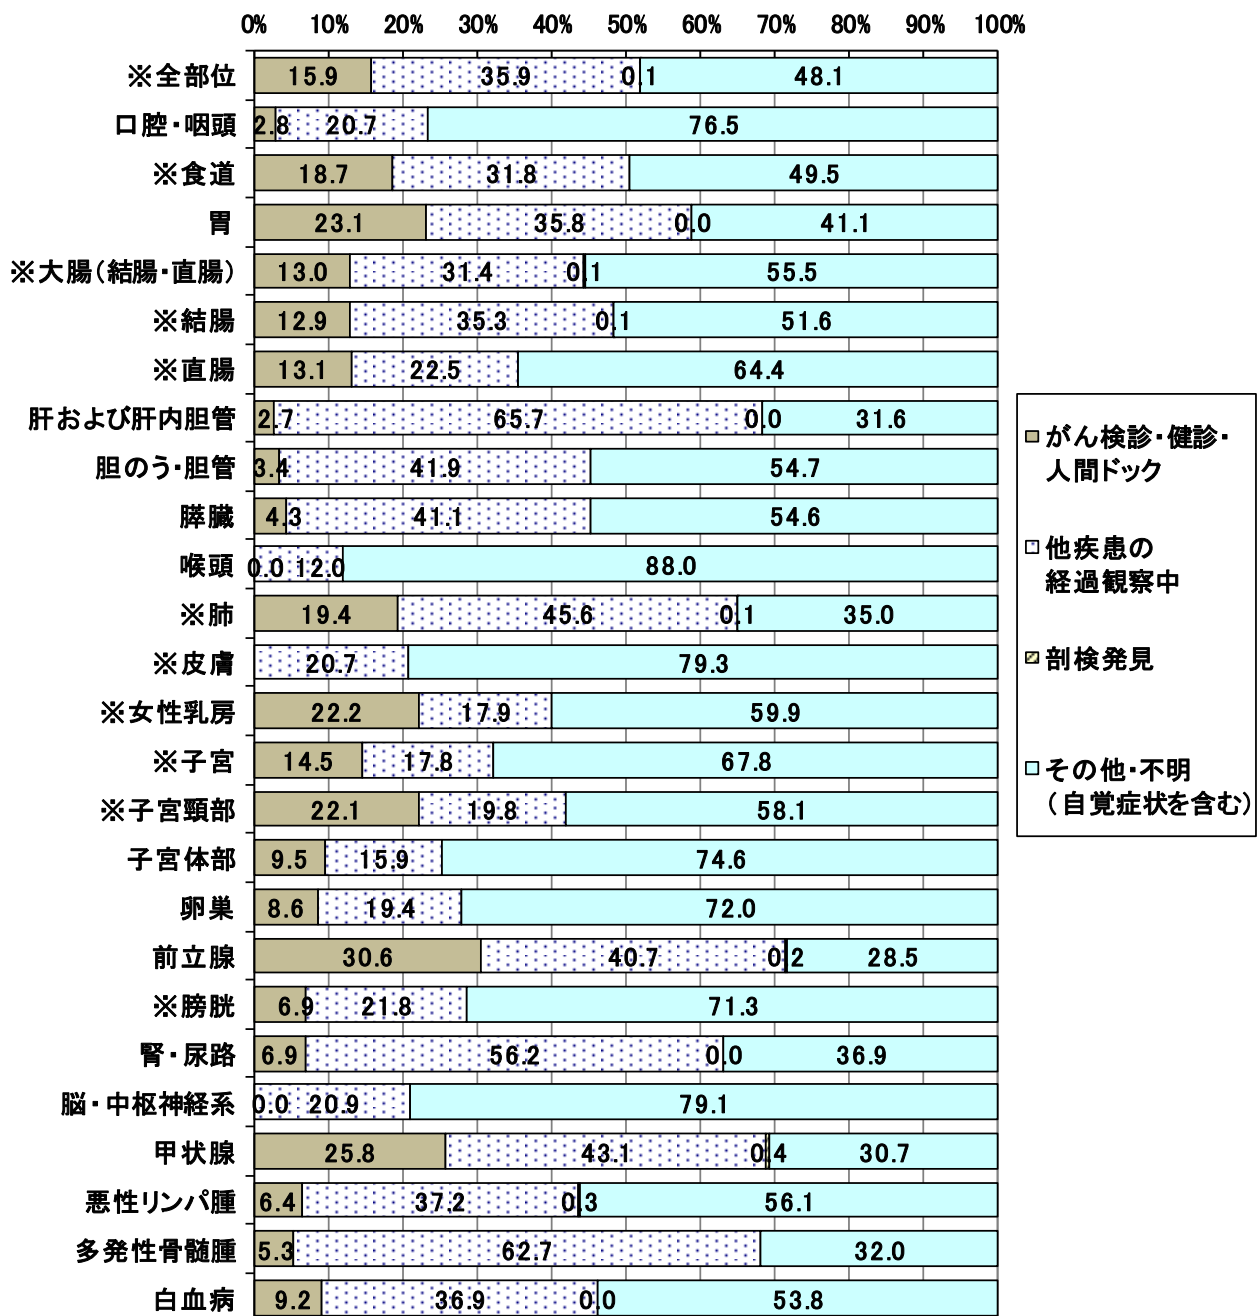 0% 10% 20% 30% 40% 50% 60% 70% 80% 90% 100%
※全部位 15.9 35.9 0.1 48.1
口腔・咽頭 2.8 20.7 76.5
※食道 18.7 31.8 49.5
胃 23.1 35.8 0.0 41.1
※大腸(結腸・直腸) 13.0 31.4 0.1 55.5
※結腸 12.9 35.3 0.1 51.6
※直腸 13.1 22.5 64.4
肝および肝内胆管 2.7 65.7 0.0 31.6
胆のう・胆管 3.4 41.9 54.7
膵臓 4.3 41.1 54.6
喉頭 0.0 12.0 88.0
※肺 19.4 45.6 0.1 35.0
※皮膚 20.7 79.3
※女性乳房 22.2 17.9 59.9
※子宮 14.5 17.8 67.8
※子宮頸部 22.1 19.8 58.1
子宮体部 9.5 15.9 74.6
卵巣 8.6 19.4 72.0
前立腺 30.6 40.7 0.2 28.5
※膀胱 6.9 21.8 71.3
腎・尿路 6.9 56.2 0.0 36.9
脳・中枢神経系 0.0 20.9 79.1
甲状腺 25.8 43.1 0.4 30.7
悪性リンパ腫 6.4 37.2 0.3 56.1
多発性骨髄腫 5.3 62.7 32.0
白血病 9.2 36.9 0.0 53.8
がん検診・健診・
人間ドック
他疾患の
経過観察中
剖検発見
その他・不明
(自覚症状を含む)